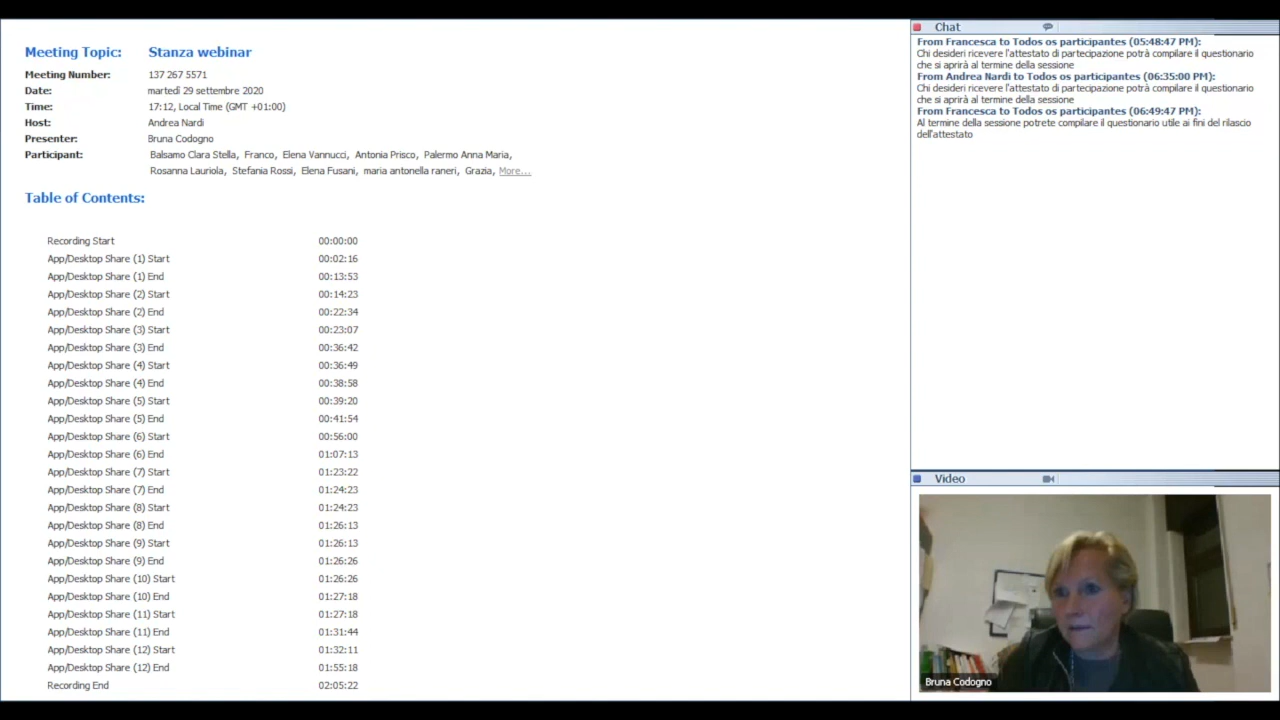 Meeting Topic: Stanza webinar
Meeting Number: 137 267 5571
Date: martedì 29 settembre 2020
Time: 17:12, Local Time (GMT +01:00)
Host: Andrea Nardi
Presenter: Bruna Codogno
Participant: Balsamo Clara Stella, Franco, Elena Vannucci, Antonia Prisco, Palermo Anna Maria,
Rosanna Lauriola, Stefania Rossi, Elena Fusani, maria antonella raneri, Grazia, More...
Table of Contents:
Recording Start 00:00:00
App/Desktop Share (1) Start 00:02:16
App/Desktop Share (1) End 00:13:53
App/Desktop Share (2) Start 00:14:23
App/Desktop Share (2) End 00:22:34
App/Desktop Share (3) Start 00:23:07
App/Desktop Share (3) End 00:36:42
App/Desktop Share (4) Start 00:36:49
App/Desktop Share (4) End 00:38:58
App/Desktop Share (5) Start 00:39:20
App/Desktop Share (5) End 00:41:54
App/Desktop Share (6) Start 00:56:00
App/Desktop Share (6) End 01:07:13
App/Desktop Share (7) Start 01:23:22
App/Desktop Share (7) End 01:24:23
App/Desktop Share (8) Start 01:24:23
App/Desktop Share (8) End 01:26:13
App/Desktop Share (9) Start 01:26:13
App/Desktop Share (9) End 01:26:26
App/Desktop Share (10) Start 01:26:26
App/Desktop Share (10) End 01:27:18
App/Desktop Share (11) Start 01:27:18
App/Desktop Share (11) End 01:31:44
App/Desktop Share (12) Start 01:32:11
App/Desktop Share (12) End 01:55:18
Recording End 02:05:22
Chat
From Francesca to Todos os participantes (05:48:47 PM):
Chi desideri ricevere l'attestato di partecipazione potrà compilare il questionario
che si aprirà al termine della sessione
From Andrea Nardi to Todos os participantes (06:35:00 PM):
Chi desideri ricevere l'attestato di partecipazione potrà compilare il questionario
che si aprirà al termine della sessione
From Francesca to Todos os participantes (06:49:47 PM):
Al termine della sessione potrete compilare il questionario utile ai fini del rilascio
dell'attestato
Video
Bruna Codogno